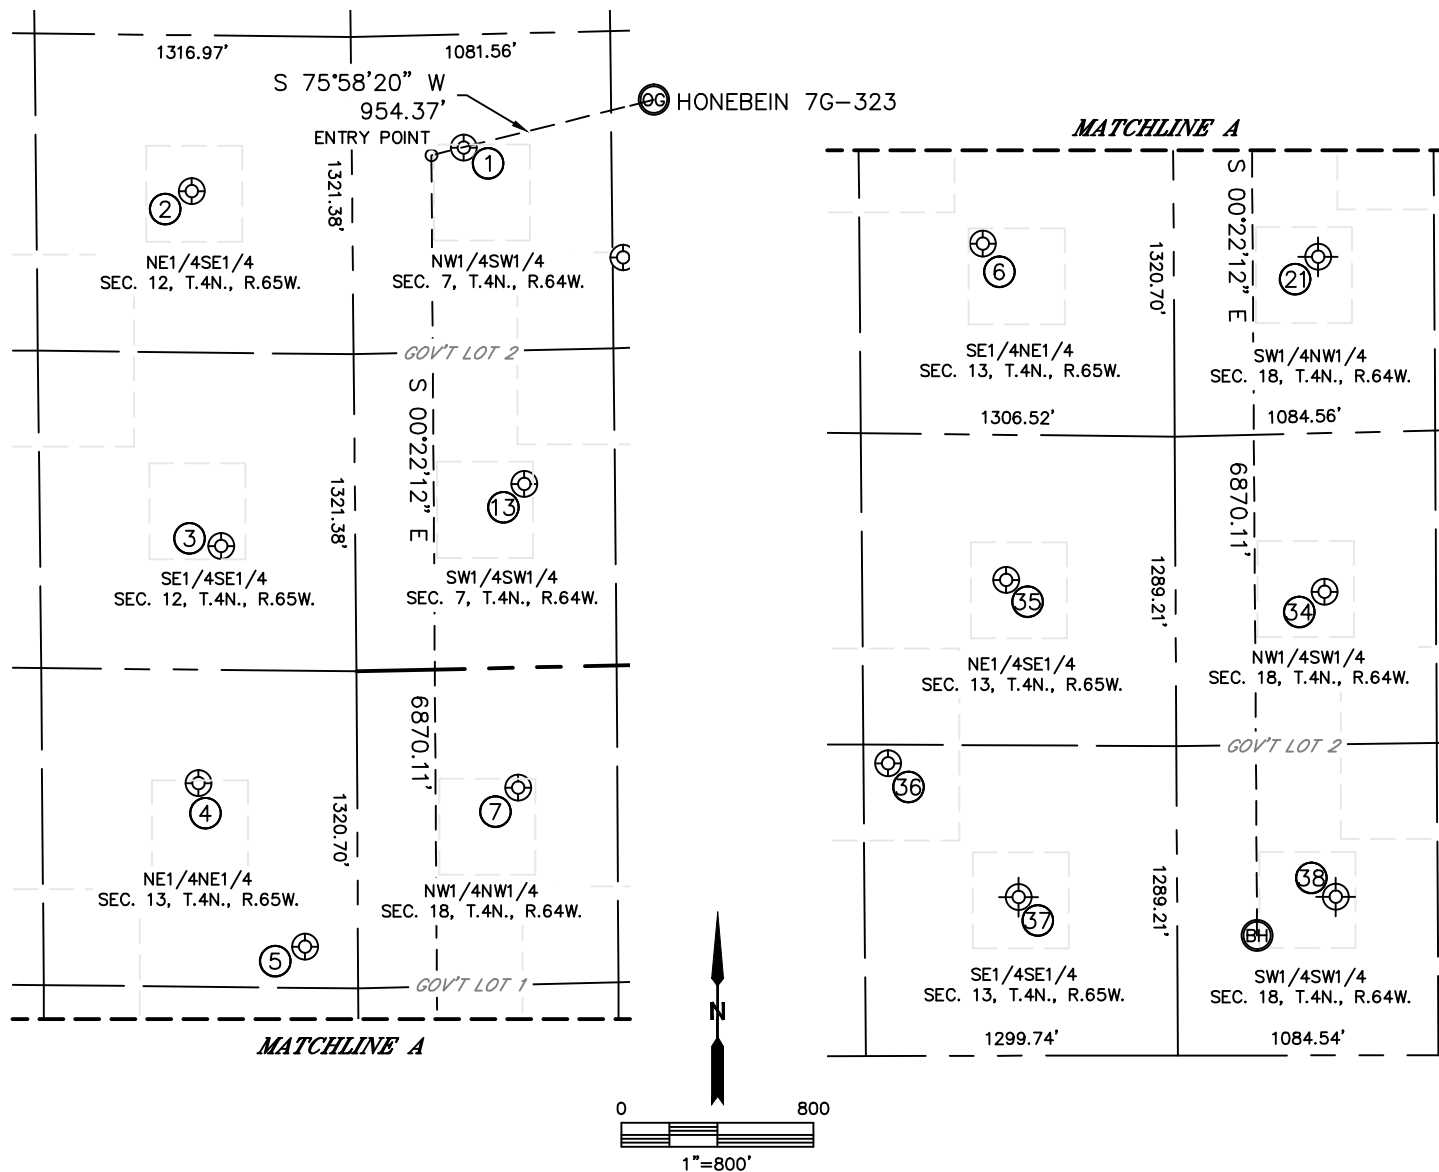 1316.97'
1081.56'
S 75°58'20" W
954.37'
OG HONEBEIN 7G-323
ENTRY POINT
1
2
1321.38'
NE1/4SE1/4
SEC. 12, T.4N., R.65W.
NW1/4SW1/4
SEC. 7, T.4N., R.64W.
GOV'T LOT 2
S 00°22'12" E
13
3
1321.38'
SE1/4SE1/4
SEC. 12, T.4N., R.65W.
SW1/4SW1/4
SEC. 7, T.4N., R.64W.
6870.11'
4
7
1320.70'
NE1/4NE1/4
SEC. 13, T.4N., R.65W.
NW1/4NW1/4
SEC. 18, T.4N., R.64W.
5
GOV'T LOT 1
MATCHLINE A
MATCHLINE A
S 00°22'12" E
6
1320.70'
21
SE1/4NE1/4
SEC. 13, T.4N., R.65W.
SW1/4NW1/4
SEC. 18, T.4N., R.64W.
1306.52'
1084.56'
6870.11'
35
1289.21'
34
NE1/4SE1/4
SEC. 13, T.4N., R.65W.
NW1/4SW1/4
SEC. 18, T.4N., R.64W.
GOV'T LOT 2
36
38
1289.21'
37
BH
SE1/4SE1/4
SEC. 13, T.4N., R.65W.
SW1/4SW1/4
SEC. 18, T.4N., R.64W.
1299.74'
1084.54'
N
0 800
1"=800'